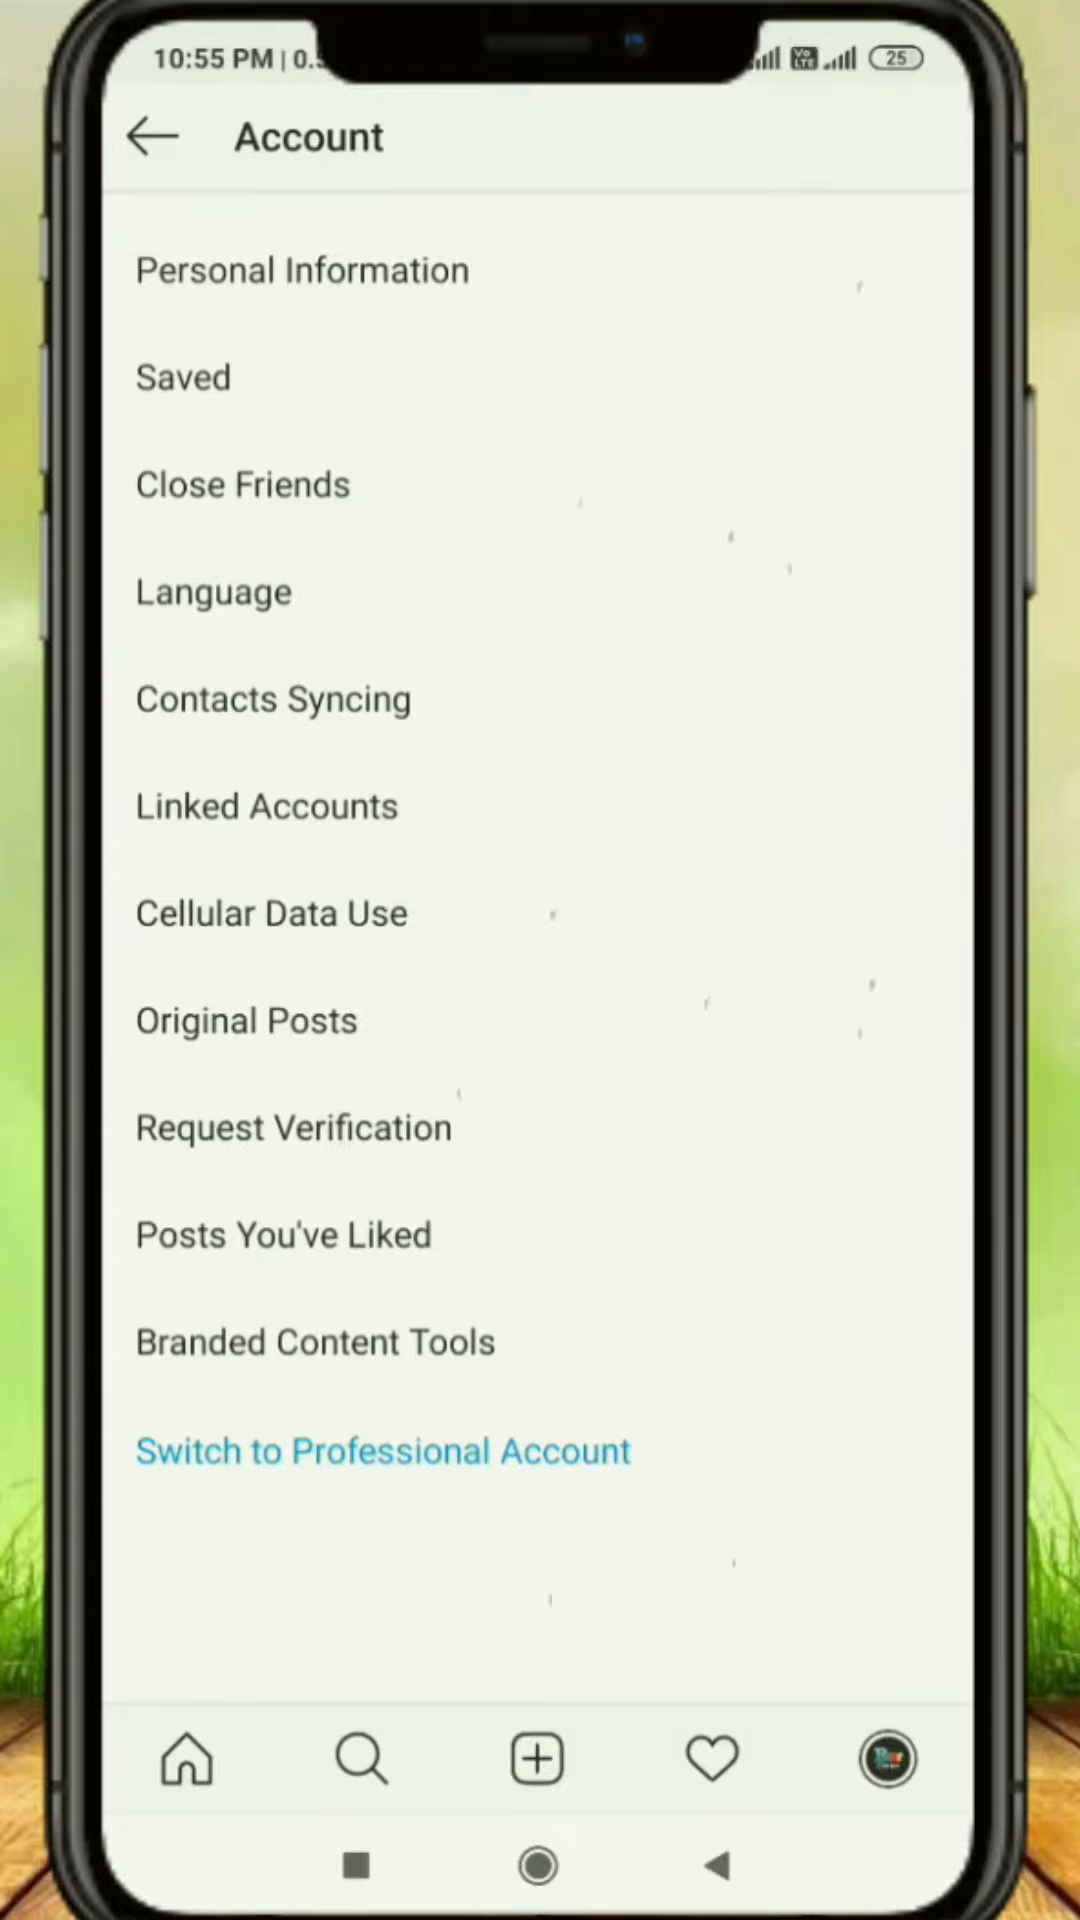 10:55 PM | 0.
Account
Personal Information
Saved
Close Friends
Language
Contacts Syncing
Linked Accounts
Cellular Data Use
Original Posts
Request Verification
Posts You've Liked
Branded Content Tools
Switch to Professional Account